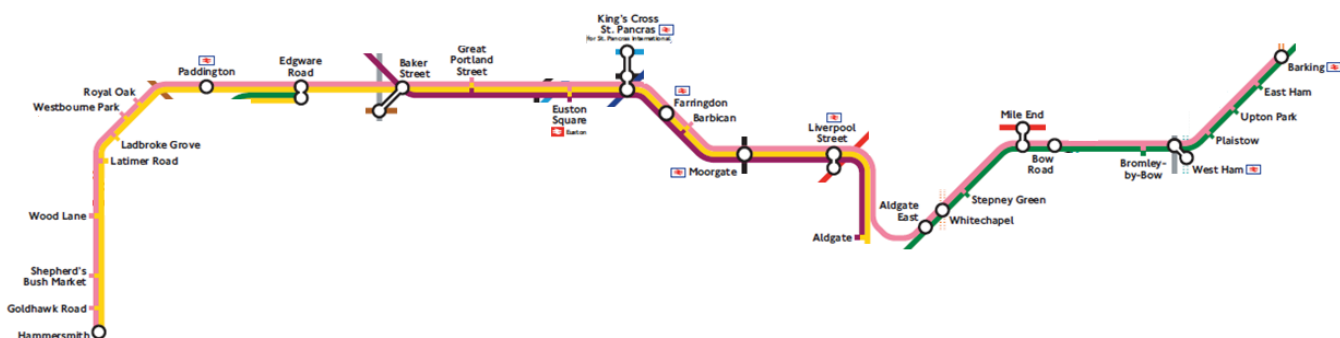 King's Cross
St. Pancras
for St. Pancras International
Great
Portland
Street
Edgware
Road
Baker
Street
Paddington
Royal Oak
Westbourne Park
Ladbroke Grove
Latimer Road
Wood Lane
Shepherd's
Bush Market
Goldhawk Road
Hammersmith
Euston
Square
Euston
Farringdon
Barbican
Moorgate
Liverpool
Street
Aldgate
Aldgate
East
Whitechapel
Stepney Green
Mile End
Bow
Road
Bromley-
by-Bow
West Ham
Plaistow
Upton Park
East Ham
Barking